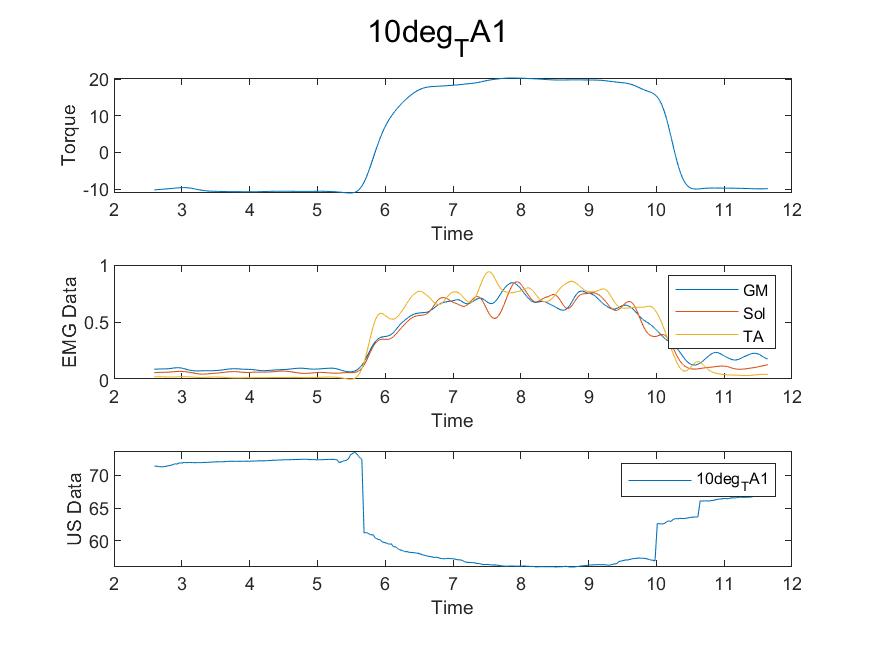 10deg_TA1
20
10
0
-10
Torque
2 3 4 5 6 7 8 9 10 11 12
Time
1
0.5
0
EMG Data
GM
Sol
TA
2 3 4 5 6 7 8 9 10 11 12
Time
70
65
60
US Data
10deg_TA1
2 3 4 5 6 7 8 9 10 11 12
Time